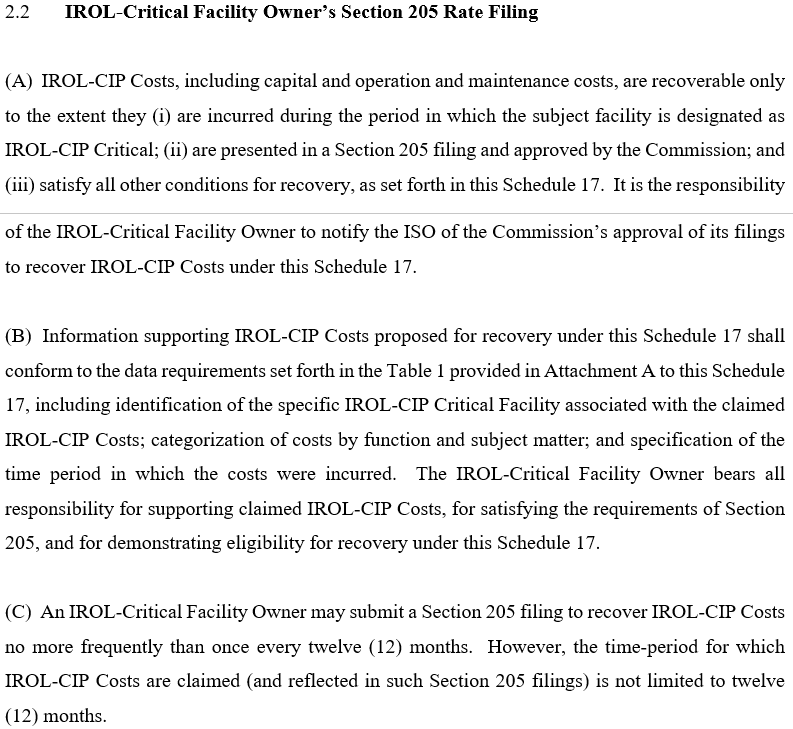 2.2 IROL-Critical Facility Owner's Section 205 Rate Filing
(A) IROL-CIP Costs, including capital and operation and maintenance costs, are recoverable only
to the extent they (i) are incurred during the period in which the subject facility is designated as
IROL-CIP Critical; (ii) are presented in a Section 205 filing and approved by the Commission; and
(iii) satisfy all other conditions for recovery, as set forth in this Schedule 17. It is the responsibility
of the IROL-Critical Facility Owner to notify the ISO of the Commission's approval of its filings
to recover IROL-CIP Costs under this Schedule 17.
(B) Information supporting IROL-CIP Costs proposed for recovery under this Schedule 17 shall
conform to the data requirements set forth in the Table 1 provided in Attachment A to this Schedule
17, including identification of the specific IROL-CIP Critical Facility associated with the claimed
IROL-CIP Costs; categorization of costs by function and subject matter; and specification of the
time period in which the costs were incurred. The IROL-Critical Facility Owner bears all
responsibility for supporting claimed IROL-CIP Costs, for satisfying the requirements of Section
205, and for demonstrating eligibility for recovery under this Schedule 17.
(C) An IROL-Critical Facility Owner may submit a Section 205 filing to recover IROL-CIP Costs
no more frequently than once every twelve (12) months. However, the time-period for which
IROL-CIP Costs are claimed (and reflected in such Section 205 filings) is not limited to twelve
(12) months.